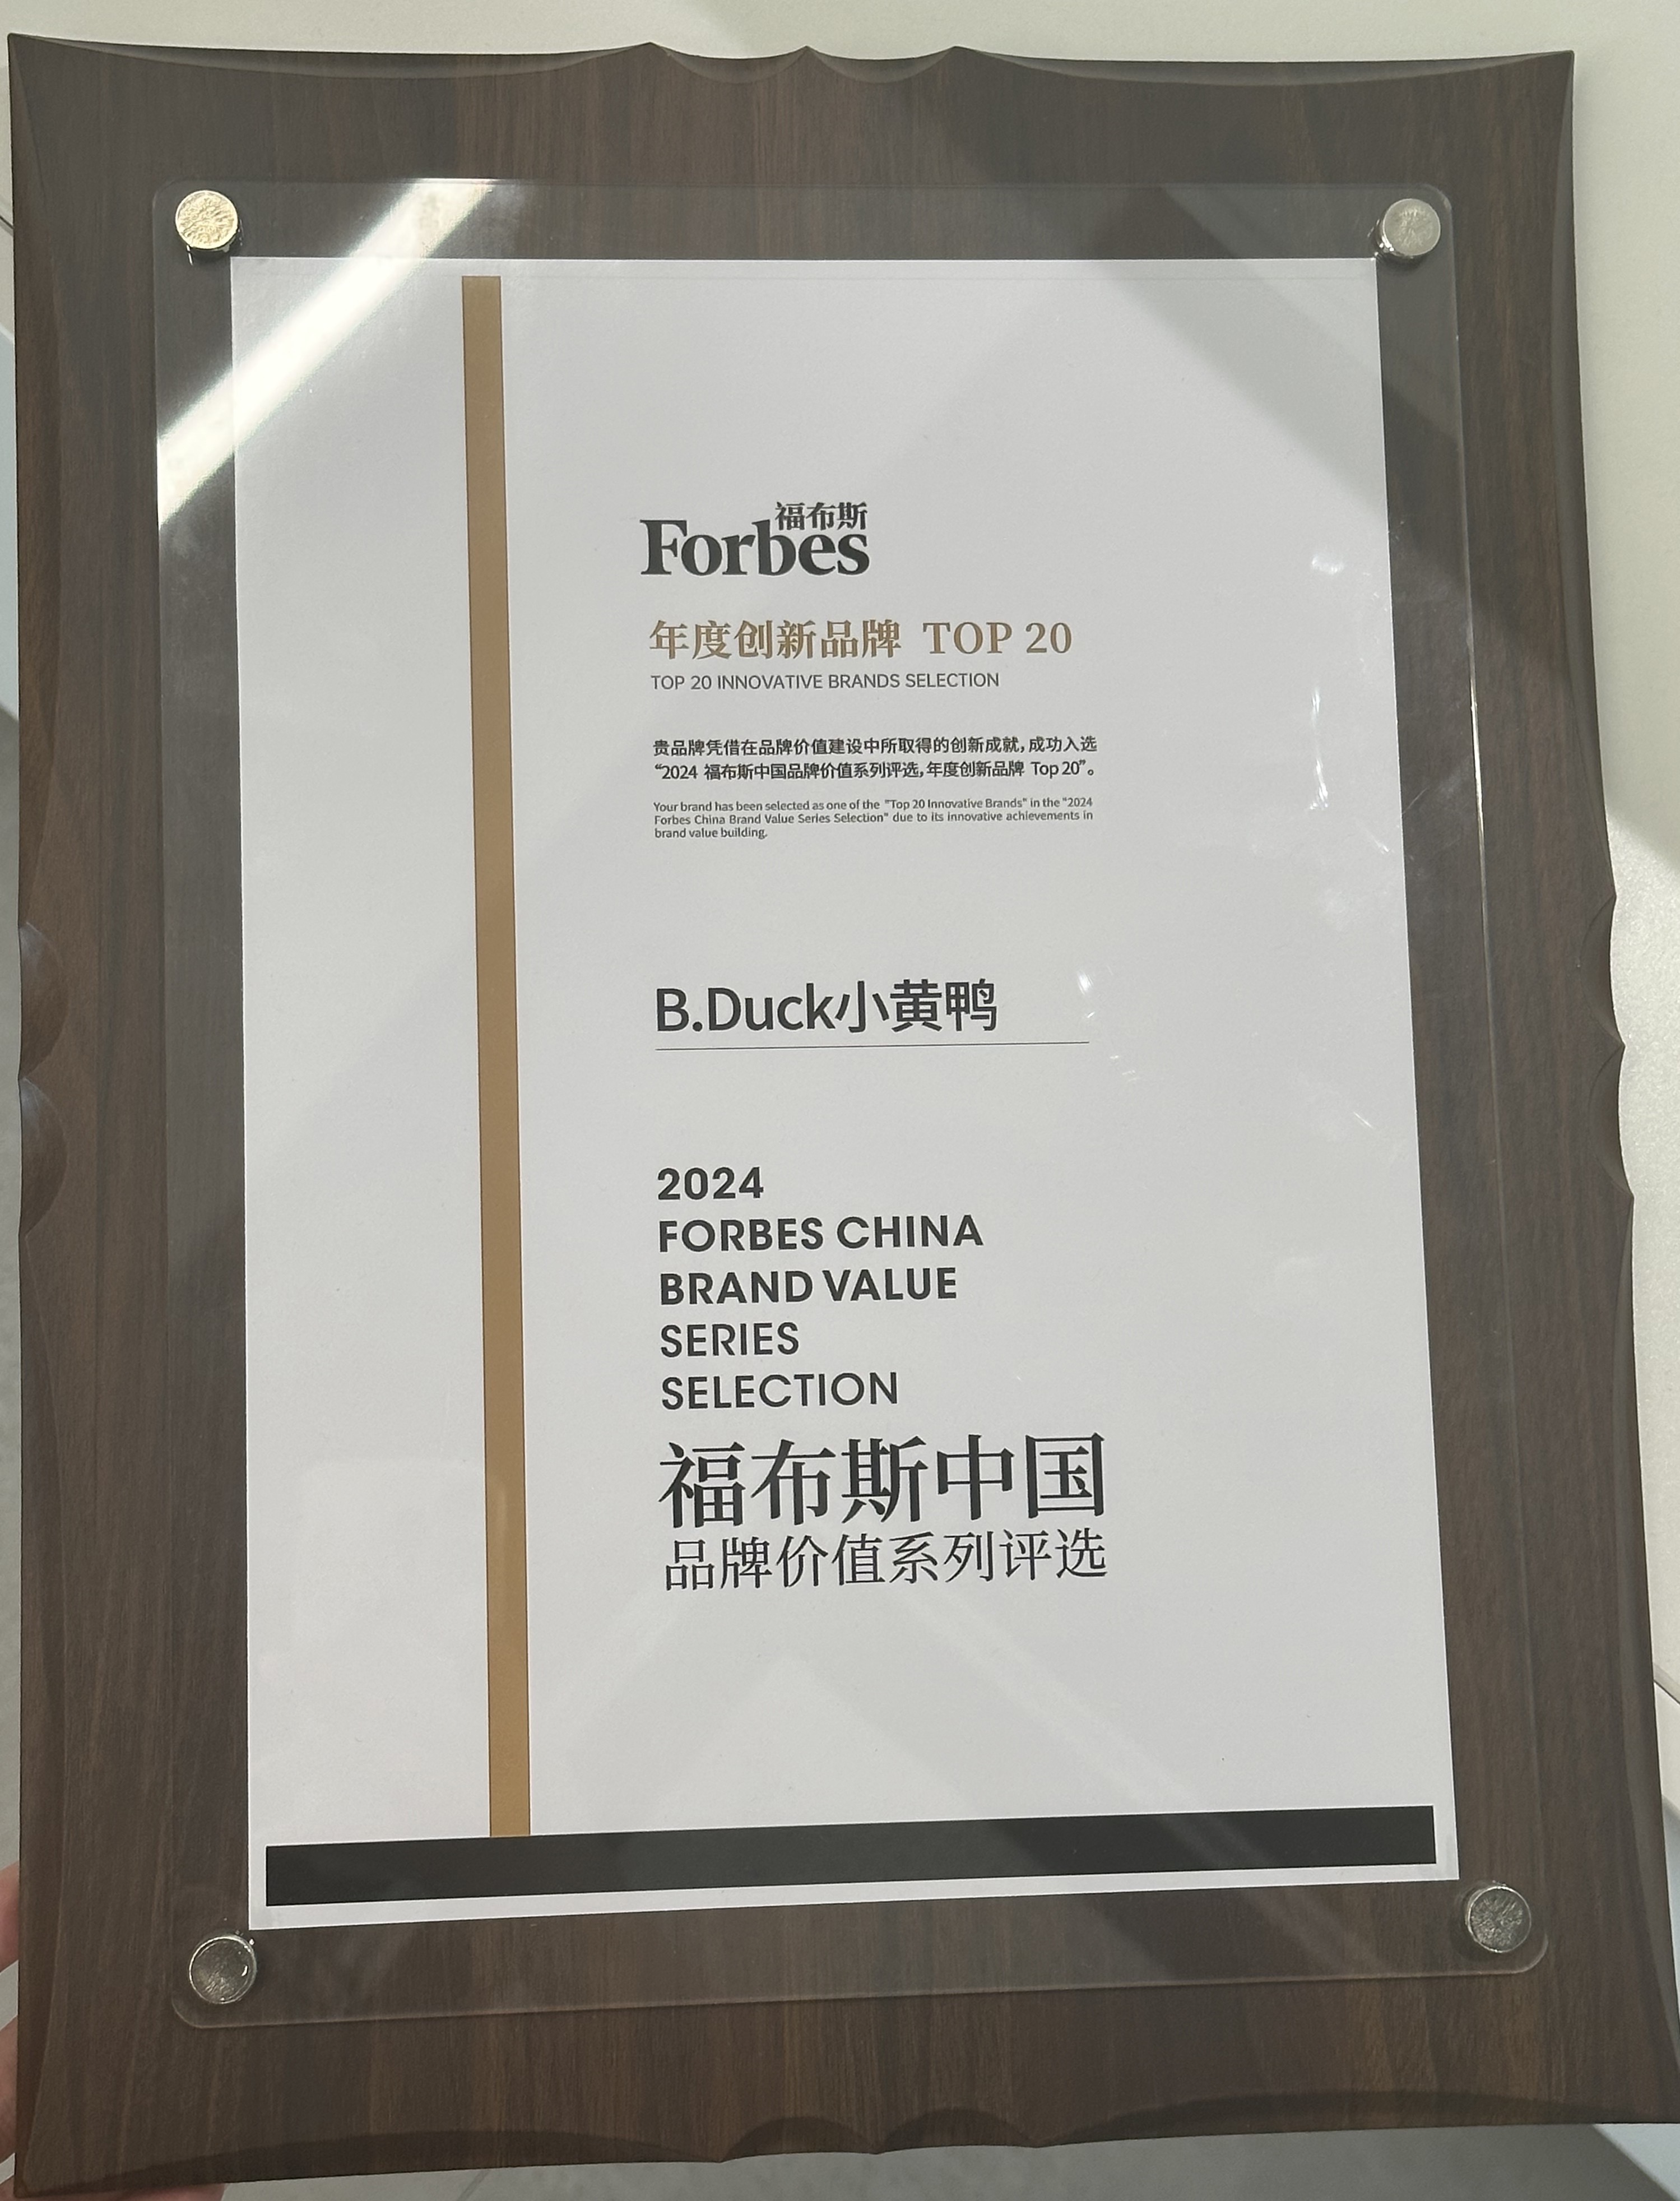 福布斯
Forbes
年度创新品牌 TOP 20
TOP 20 INNOVATIVE BRANDS SELECTION
贵品牌凭借在品牌价值建设中所取得的创新成就,成功入选
“2024 福布斯中国品牌价值系列评选,年度创新品牌 Top 20”。
Your brand has been selected as one of the "Top 20 Innovative Brands" in the "2024
Forbes China Brand Value Series Selection" due to its innovative achievements in
brand value building.
B.Duck小黄鸭
2024
FORBES CHINA
BRAND VALUE
SERIES
SELECTION
福布斯中国
品牌价值系列评选